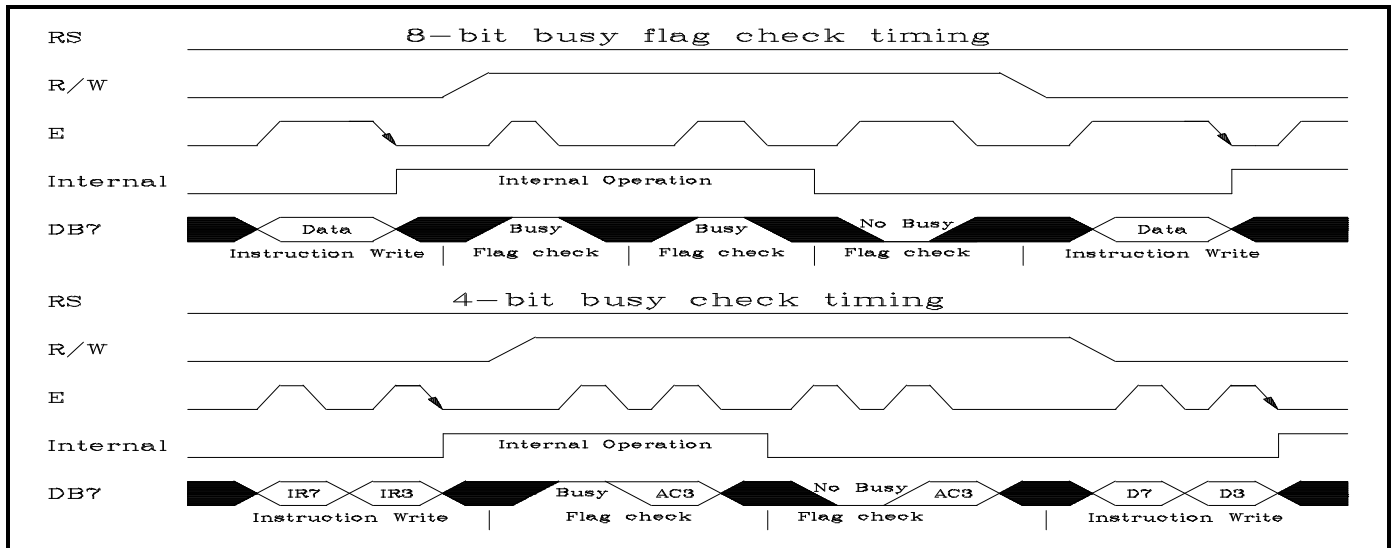 RS 8-bit busy flag check timing
R/W
E
Internal Internal Operation
DB7 Data Busy Busy No Busy Data
Instruction Write Flag check Flag check Flag check Instruction Write
RS 4-bit busy check timing
R/W
E
Internal Internal Operation
DB7 IR7 IR3 Busy AC3 No Busy AC3 D7 D3
Instruction Write Flag check Flag check Instruction Write